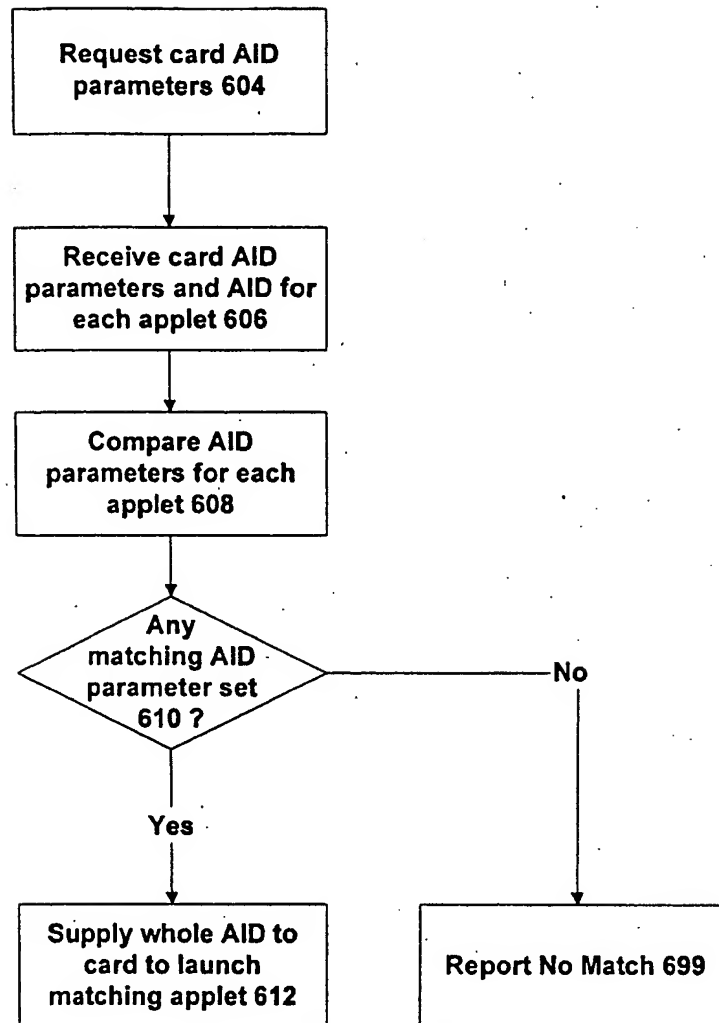 Request card AID
parameters 604
Receive card AID
parameters and AID for
each applet 606
Compare AID
parameters for each
applet 608
Any
matching AID
parameter set
610 ?
No
Yes
Supply whole AID to
card to launch
matching applet 612
Report No Match 699